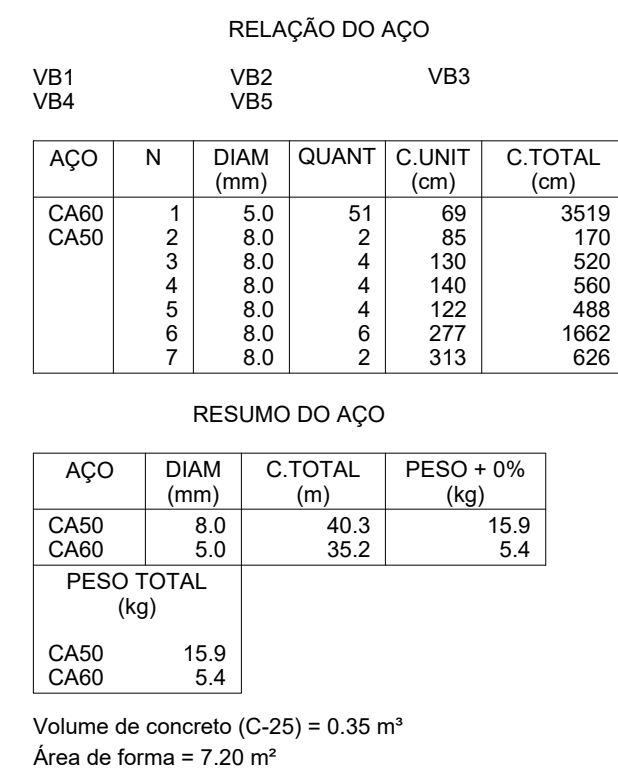 RELAÇÃO DO AÇO
VB1 VB2 VB3
VB4 VB5
AÇO N DIAM QUANT C.UNIT C.TOTAL
(mm) (cm) (cm)
CA60 1 5.0 51 69 3519
CA50 2 8.0 2 85 170
3 8.0 4 130 520
4 8.0 4 140 560
5 8.0 4 122 488
6 8.0 6 277 1662
7 8.0 2 313 626
RESUMO DO AÇO
AÇO DIAM C.TOTAL PESO + 0%
(mm) (m) (kg)
CA50 8.0 40.3 15.9
CA60 5.0 35.2 5.4
PESO TOTAL
(kg)
CA50 15.9
CA60 5.4
Volume de concreto (C-25) = 0.35 m³
Área de forma = 7.20 m²